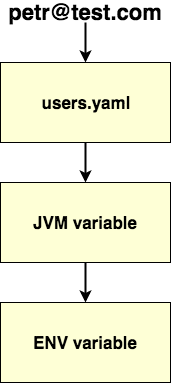 petr@test.com
users.yaml
JVM variable
ENV variable